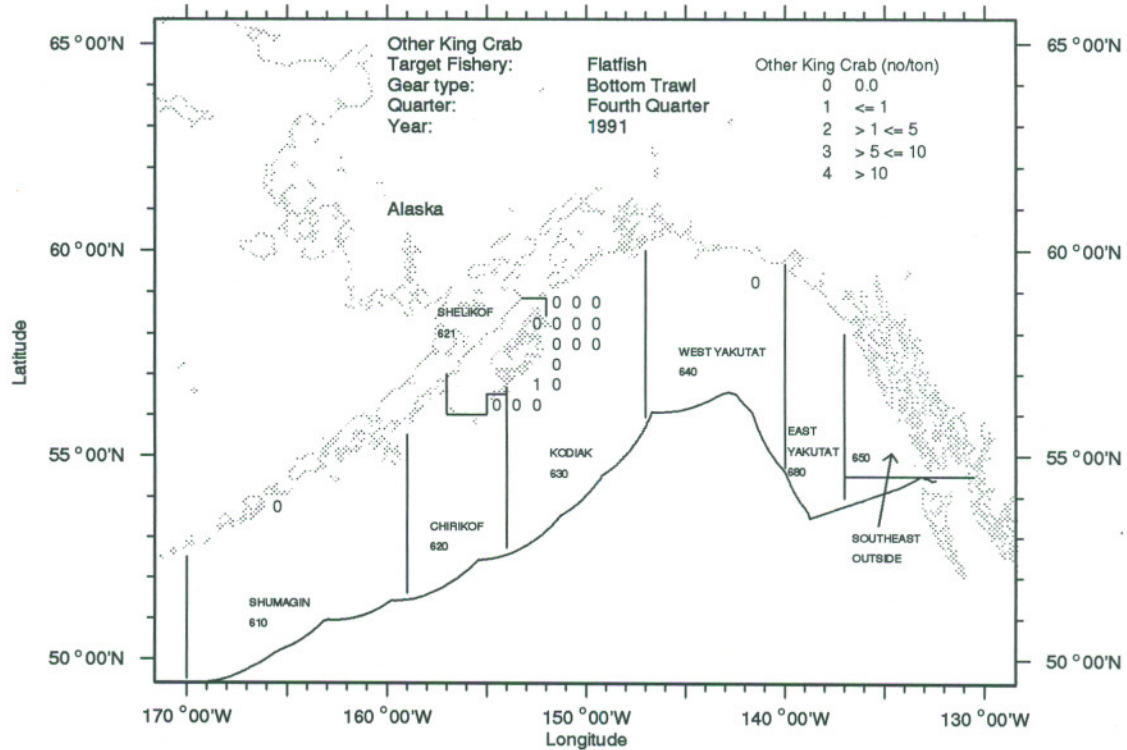 65 °00'N
Other King Crab
Target Fishery: Flatfish
Gear type: Bottom Trawl
Quarter: Fourth Quarter
Year: 1991
Other King Crab (no/ton)
0 0.0
1 <= 1
2 > 1 <= 5
3 > 5 <= 10
4 > 10
65 °00'N
Alaska
60 °00'N
60 °00'N
Latitude
Latitude
SHELIKOF
621
0 0 0
0 0 0 0
0 0 0
0
1 0
0 0 0
0
WEST YAKUTAT
640
EAST
YAKUTAT
680
650
55 °00'N
55 °00'N
KODIAK
630
0
CHIRIKOF
620
SOUTHEAST
OUTSIDE
SHUMAGIN
610
50 °00'N
50 °00'N
170 °00'W 160 °00'W 150 °00'W 140 °00'W 130 °00'W
Longitude